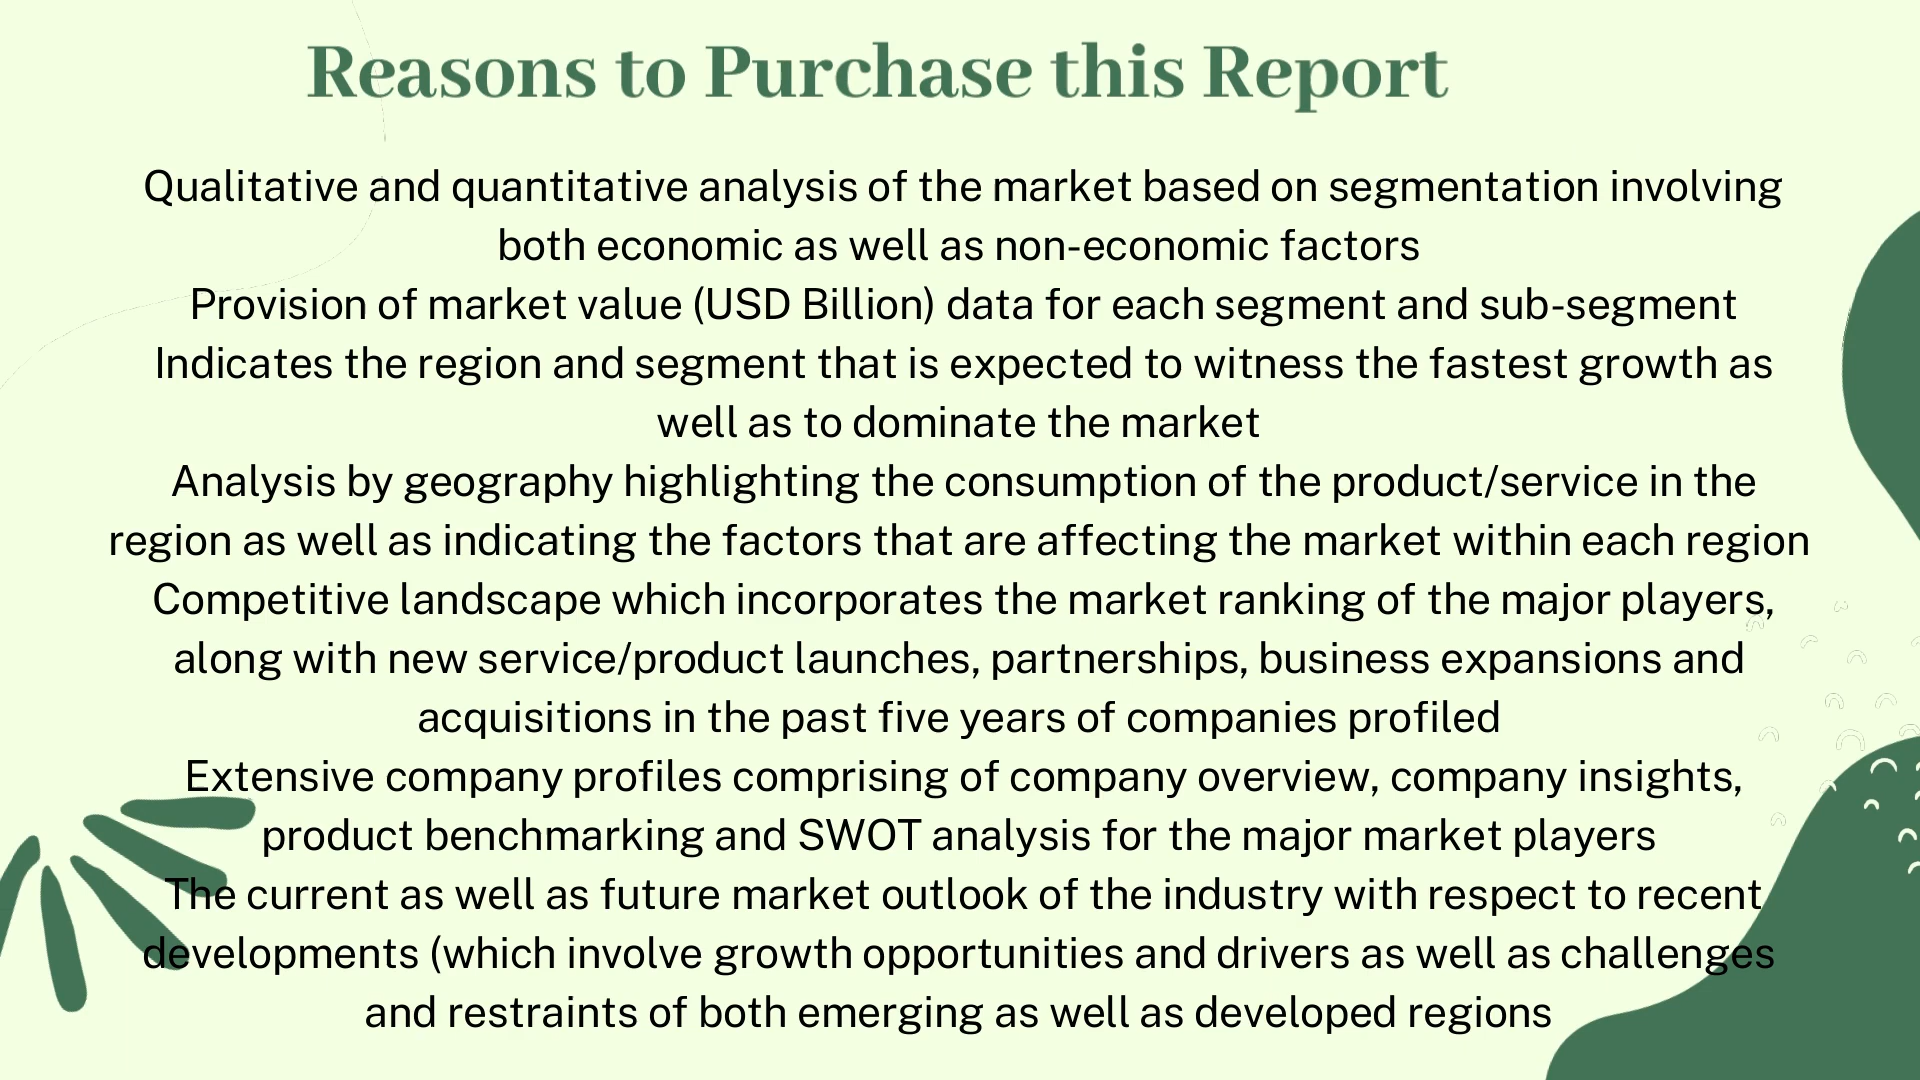 Reasons to Purchase this Report
Qualitative and quantitative analysis of the market based on segmentation involving
both economic as well as non-economic factors
Provision of market value (USD Billion) data for each segment and sub-segment
Indicates the region and segment that is expected to witness the fastest growth as
well as to dominate the market
Analysis by geography highlighting the consumption of the product/service in the
region as well as indicating the factors that are affecting the market within each region
Competitive landscape which incorporates the market ranking of the major players,
along with new service/product launches, partnerships, business expansions and
acquisitions in the past five years of companies profiled
Extensive company profiles comprising of company overview, company insights,
product benchmarking and SWOT analysis for the major market players
The current as well as future market outlook of the industry with respect to recent
developments (which involve growth opportunities and drivers as well as challenges
and restraints of both emerging as well as developed regions